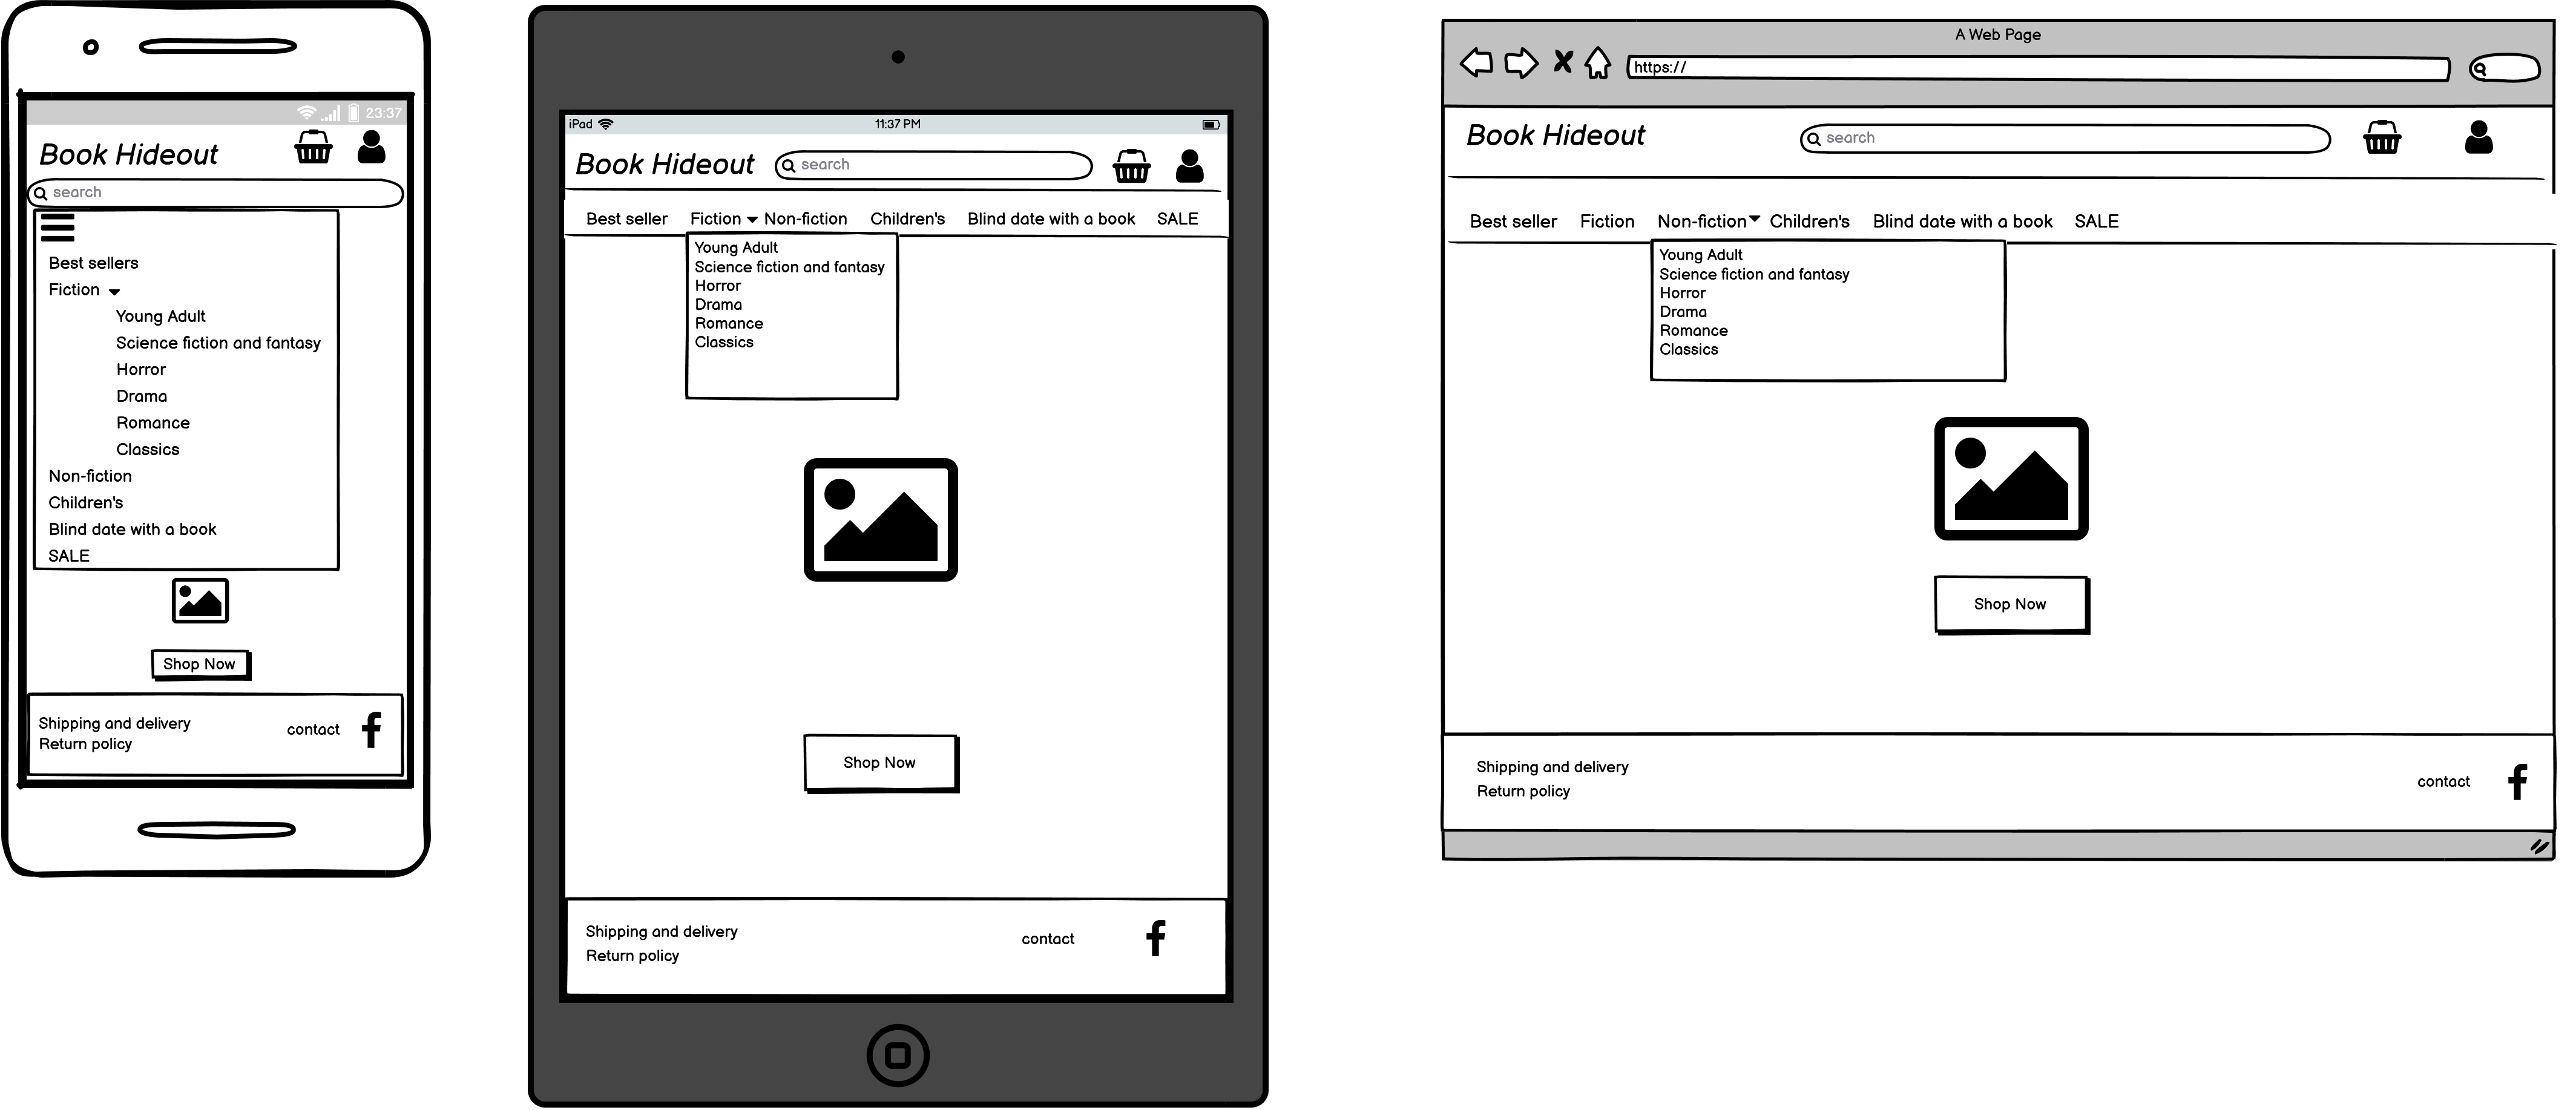 23:37
Book Hideout
search
Best sellers
Fiction
Young Adult
Science fiction and fantasy
Horror
Drama
Romance
Classics
Non-fiction
Children's
Blind date with a book
SALE
Shop Now
Shipping and delivery
Return policy
contact
iPad 11:37 PM
Book Hideout search
Best seller Fiction Non-fiction Children's Blind date with a book SALE
Young Adult
Science fiction and fantasy
Horror
Drama
Romance
Classics
Shop Now
Shipping and delivery
Return policy
contact
A Web Page
https://
Book Hideout search
Best seller Fiction Non-fiction Children's Blind date with a book SALE
Young Adult
Science fiction and fantasy
Horror
Drama
Romance
Classics
Shop Now
Shipping and delivery
Return policy
contact